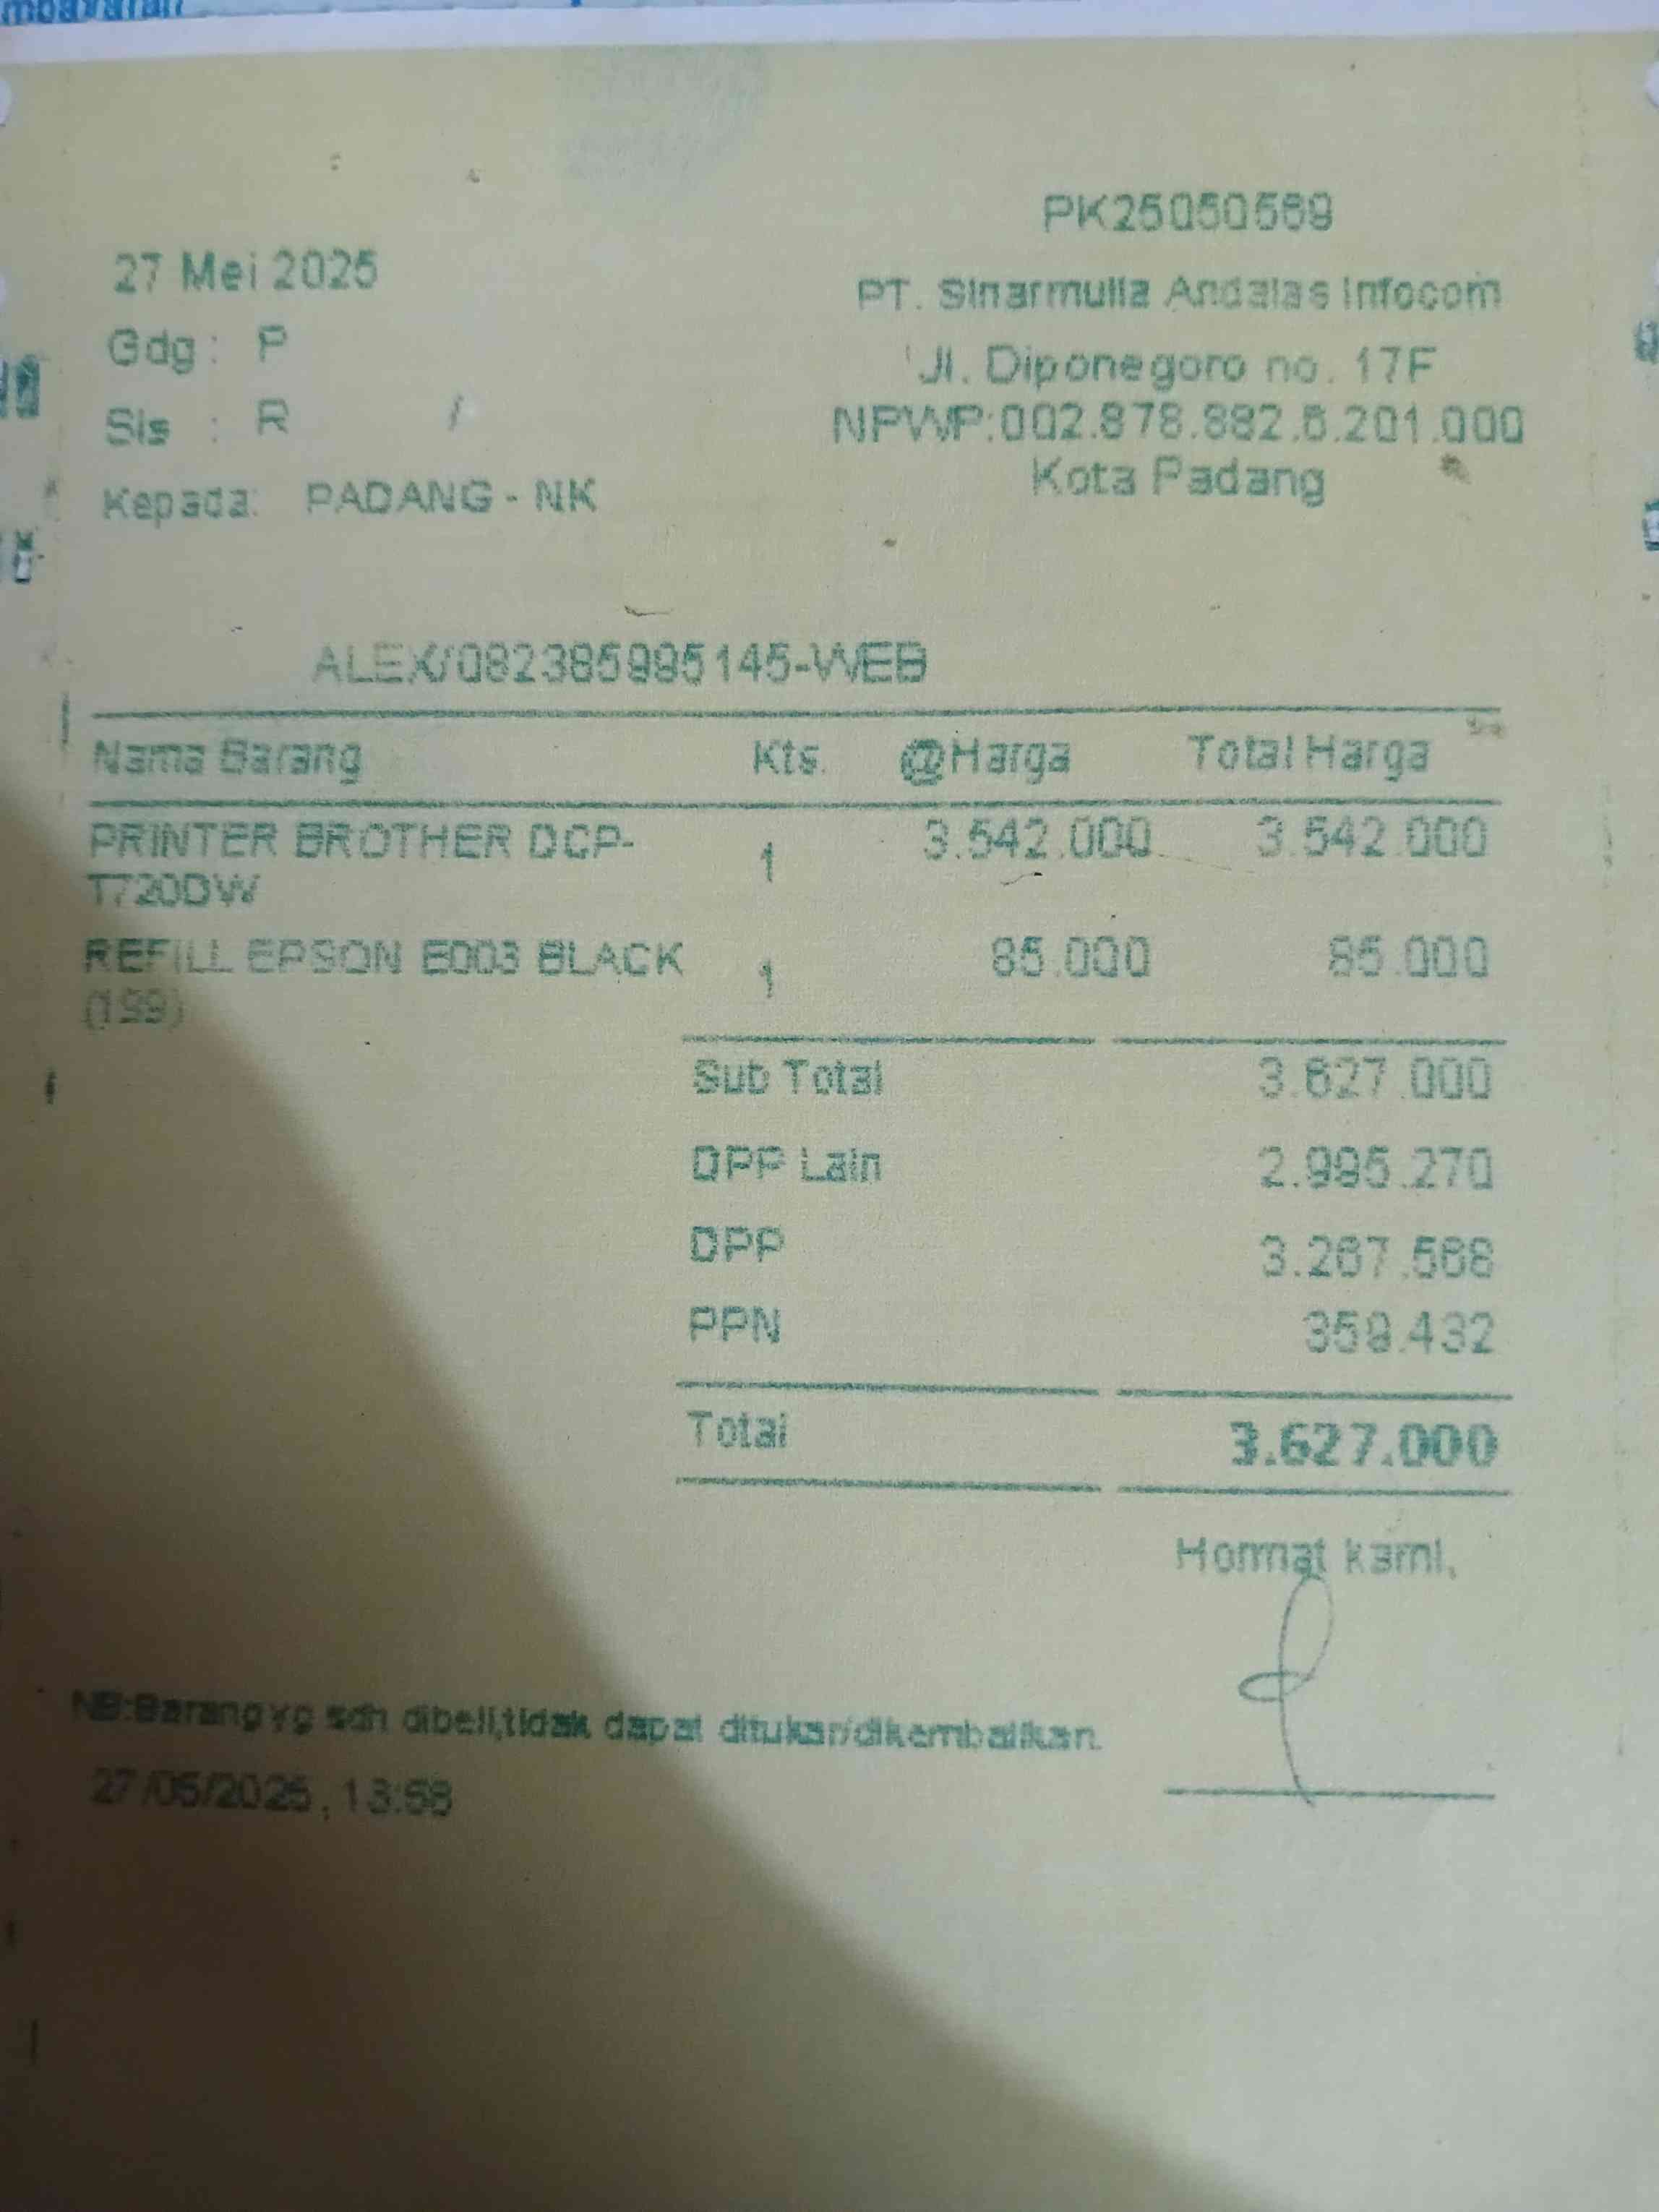 mbayaran
PK25050569
27 Mei 2025
PT. Sinarmulia Andalas Infocom
Gdg : P
Jl. Diponegoro no. 17F
Sls : R /
NPWP:002.878.882.6.201.000
Kepada: PADANG - NK
Kota Padang
ALEX/082385995145-WEB
Nama Barang Kts. @Harga Total Harga
PRINTER BROTHER DCP- 1 3.542.000 3.542.000
T720DW
REFILL EPSON E003 BLACK 1 85.000 85.000
(199)
Sub Total 3.627.000
DPP Lain 2.995.270
DPP 3.267.568
PPN 359.432
Total 3.627.000
Hormat kami,
NB:Barang yg sdh dibeli,tidak dapat ditukar/dikembalikan.
27/05/2025, 13:58